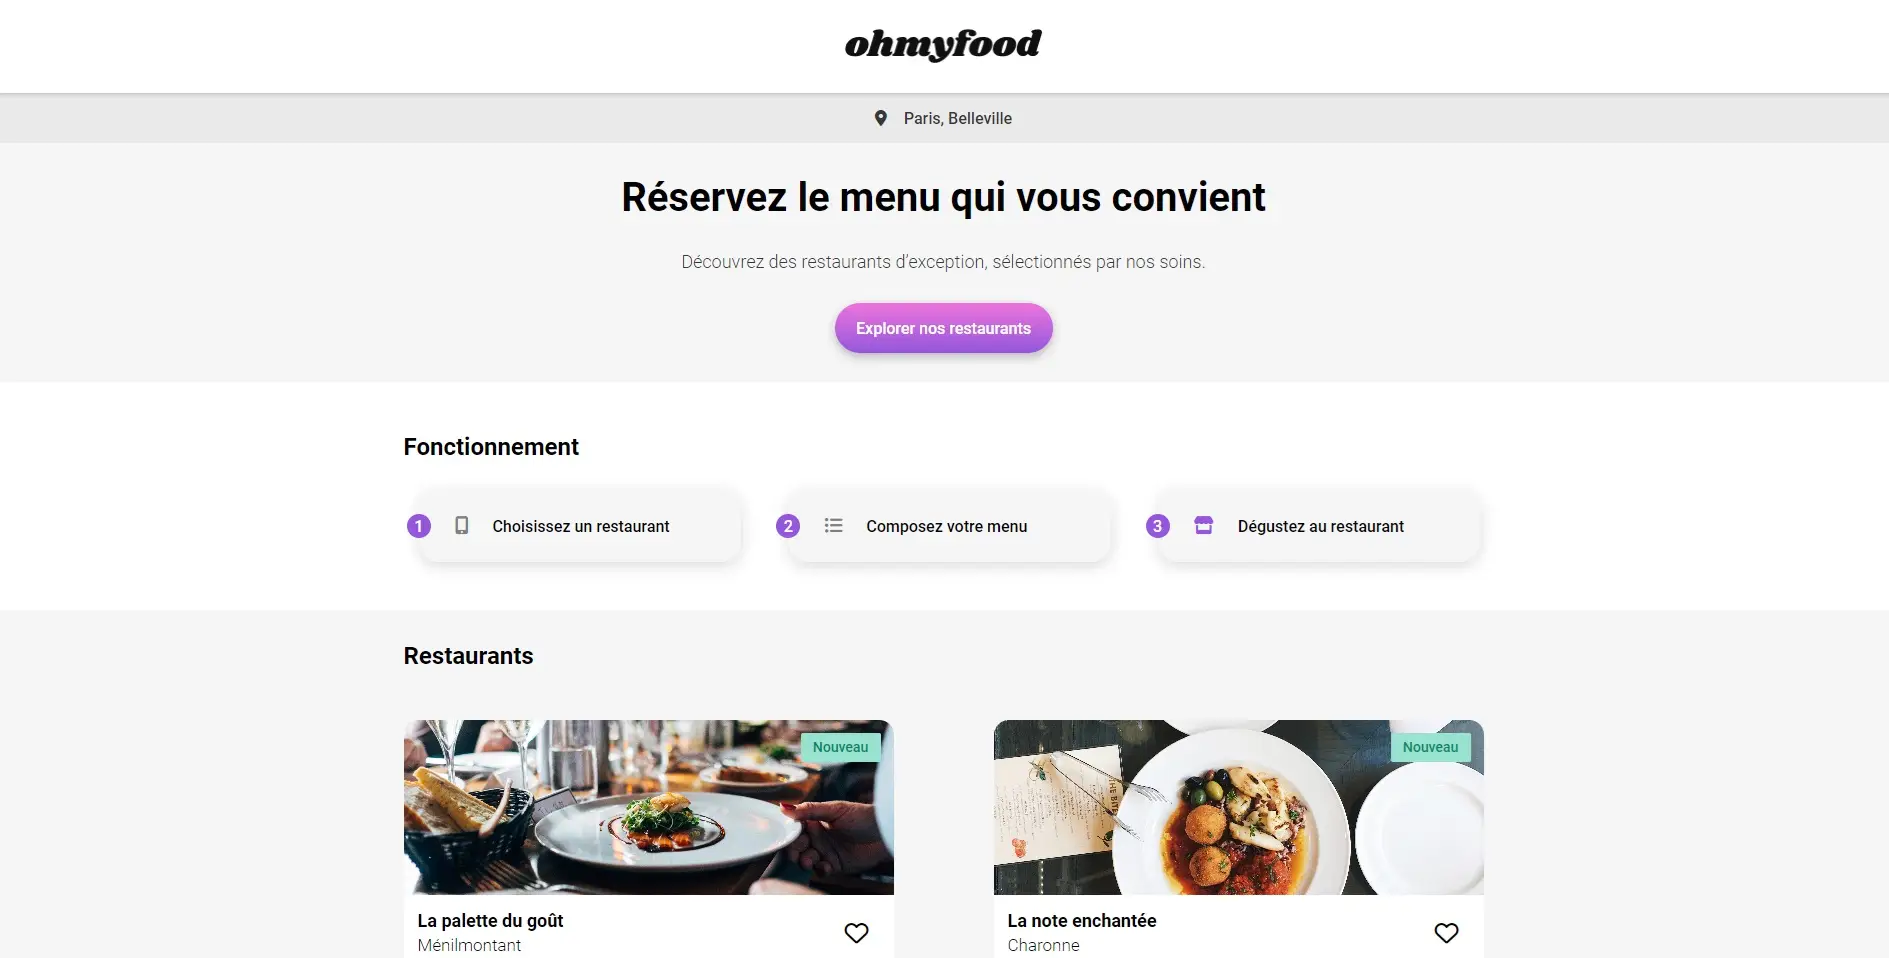 ohmyfood
Paris, Belleville
Réservez le menu qui vous convient
Découvrez des restaurants d’exception, sélectionnés par nos soins.
Explorer nos restaurants
Fonctionnement
1 Choisissez un restaurant
2 Composez votre menu
3 Dégustez au restaurant
Restaurants
Nouveau
La palette du goût
Ménilmontant
Nouveau
La note enchantée
Charonne